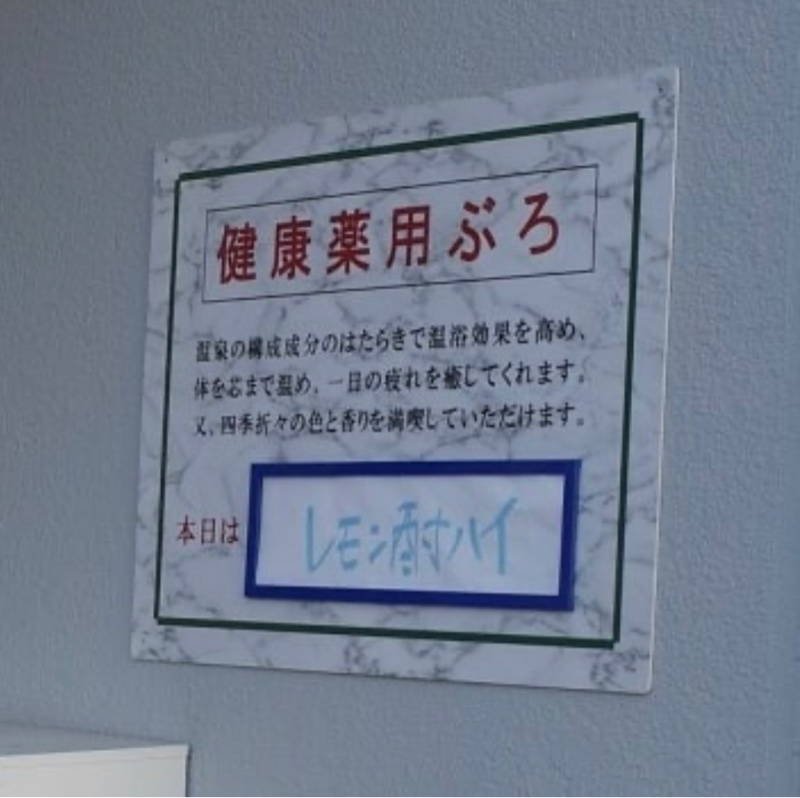 健康薬用ぶろ
温泉の構成成分のはたらきで温浴効果を高め、
体を芯まで温め、一日の疲れを癒してくれます。
又、四季折々の色と香りを満喫していただけます。
本日は
レモン酎ハイ